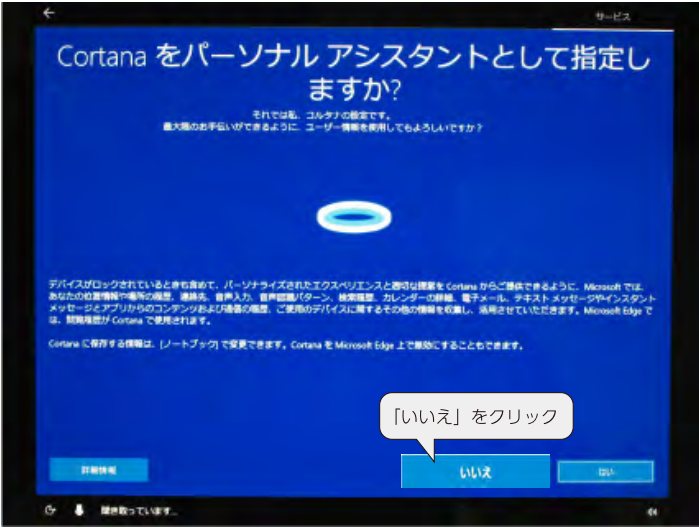 サービス
Cortana をパーソナル アシスタントとして指定し
ますか?
それでは私、コルタナの設定です。
最大限のお手伝いができるように、ユーザー情報を使用してもよろしいですか?
デバイスがロックされているときも含めて、パーソナライズされたエクスペリエンスと適切な提案を Cortana からご提供できるように、Microsoft では、
あなたの位置情報や場所の履歴、連絡先、音声入力、音声認識パターン、検索履歴、カレンダーの詳細、電子メール、テキスト メッセージやインスタント
メッセージとアプリからのコンテンツおよび通信の履歴、ご使用のデバイスに関するその他の情報を収集し、活用させていただきます。Microsoft Edge で
は、閲覧履歴が Cortana で使用されます。
Cortana に保存する情報は、[ノートブック] で変更できます。Cortana を Microsoft Edge 上で無効にすることもできます。
「いいえ」をクリック
詳細情報
いいえ
はい
聞き取っています...